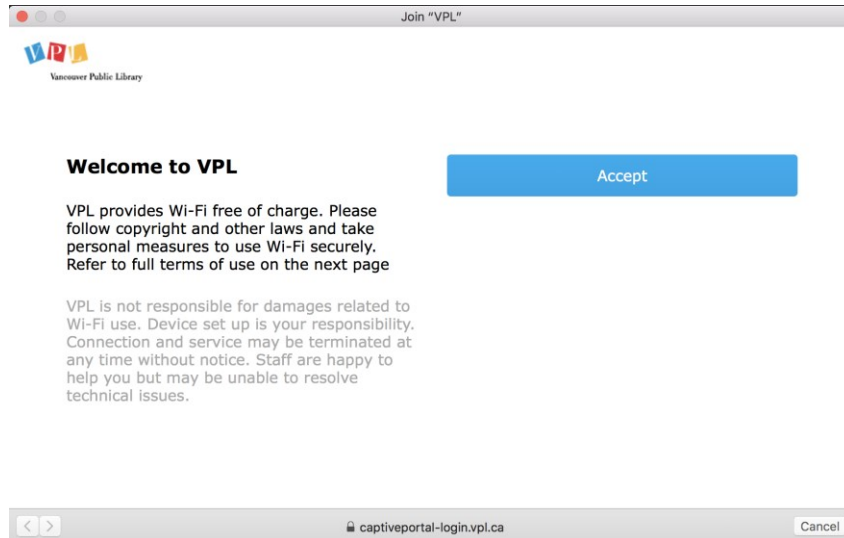 Join “VPL”
VPL
Vancouver Public Library
Welcome to VPL
Accept
VPL provides Wi-Fi free of charge. Please
follow copyright and other laws and take
personal measures to use Wi-Fi securely.
Refer to full terms of use on the next page
VPL is not responsible for damages related to
Wi-Fi use. Device set up is your responsibility.
Connection and service may be terminated at
any time without notice. Staff are happy to
help you but may be unable to resolve
technical issues.
captiveportal-login.vpl.ca
Cancel